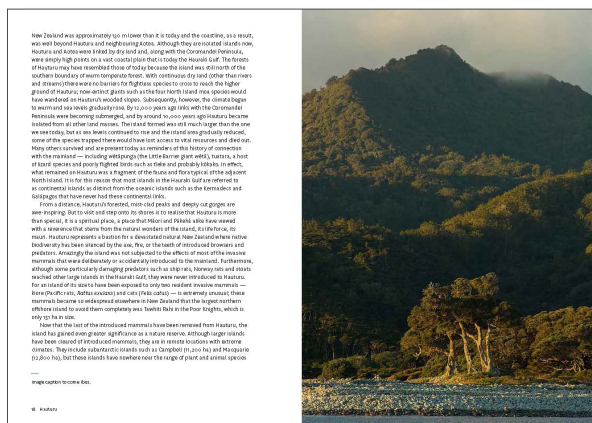 New Zealand was approximately 130 m lower than it is today and the coastline, as a result,
was well beyond Hauturu and neighbouring Aotea. Although they are isolated islands now,
Hauturu and Aotea were linked by dry land and, along with the Coromandel Peninsula,
were simply high points on a vast coastal plain that is today the Hauraki Gulf. The forests
of Hauturu may have resembled those of today because the island was still north of the
southern boundary of warm temperate forest. With continuous dry land (other than rivers
and streams) there were no barriers for flightless species to cross to reach the higher
ground of Hauturu; now-extinct giants such as the four North Island moa species would
have wandered on Hauturu's wooded slopes. Subsequently, however, the climate began
to warm and sea levels gradually rose. By 12,000 years ago links with the Coromandel
Peninsula were becoming submerged, and by around 10,000 years ago Hauturu became
isolated from all other land masses. The island formed was still much larger than the one
we see today, but as sea levels continued to rise and the island area gradually reduced,
some of the species trapped there would have lost access to vital resources and died out.
Many others survived and are present today as reminders of this history of connection
with the mainland — including wētāpunga (the Little Barrier giant wētā), tuatara, a host
of lizard species and poorly flighted birds such as tīeke and probably kōkako. In effect,
what remained on Hauturu was a fragment of the fauna and flora typical of the adjacent
North Island. It is for this reason that most islands in the Hauraki Gulf are referred to
as continental islands as distinct from the oceanic islands such as the Kermadecs and
Galápagos that have never had these continental links.
From a distance, Hauturu's forested, mist-clad peaks and deeply cut gorges are
awe-inspiring. But to visit and step onto its shores is to realise that Hauturu is more
than special, it is a spiritual place, a place that Māori and Pākehā alike have viewed
with a reverence that stems from the natural wonders of the island, its life force, its
mauri. Hauturu represents a bastion for a devastated natural New Zealand where native
biodiversity has been silenced by the axe, fire, or the teeth of introduced browsers and
predators. Amazingly the island was not subjected to the effects of most of the invasive
mammals that were deliberately or accidentally introduced to the mainland. Furthermore,
although some particularly damaging predators such as ship rats, Norway rats and stoats
reached other large islands in the Hauraki Gulf, they were never introduced to Hauturu.
For an island of its size to have been exposed to only two resident invasive mammals —
kiore (Pacific rats, Rattus exulans) and cats (Felis catus) — is extremely unusual; these
mammals became so widespread elsewhere in New Zealand that the largest northern
offshore island to avoid them completely was Tawhiti Rahi in the Poor Knights, which is
only 151 ha in size.
Now that the last of the introduced mammals have been removed from Hauturu, the
island has gained even greater significance as a nature reserve. Although larger islands
have been cleared of introduced mammals, they are in remote locations with extreme
climates. They include subantarctic islands such as Campbell (11,200 ha) and Macquarie
(12,800 ha), but these islands have nowhere near the range of plant and animal species
Image caption to come Ibes.
16 Hauturu